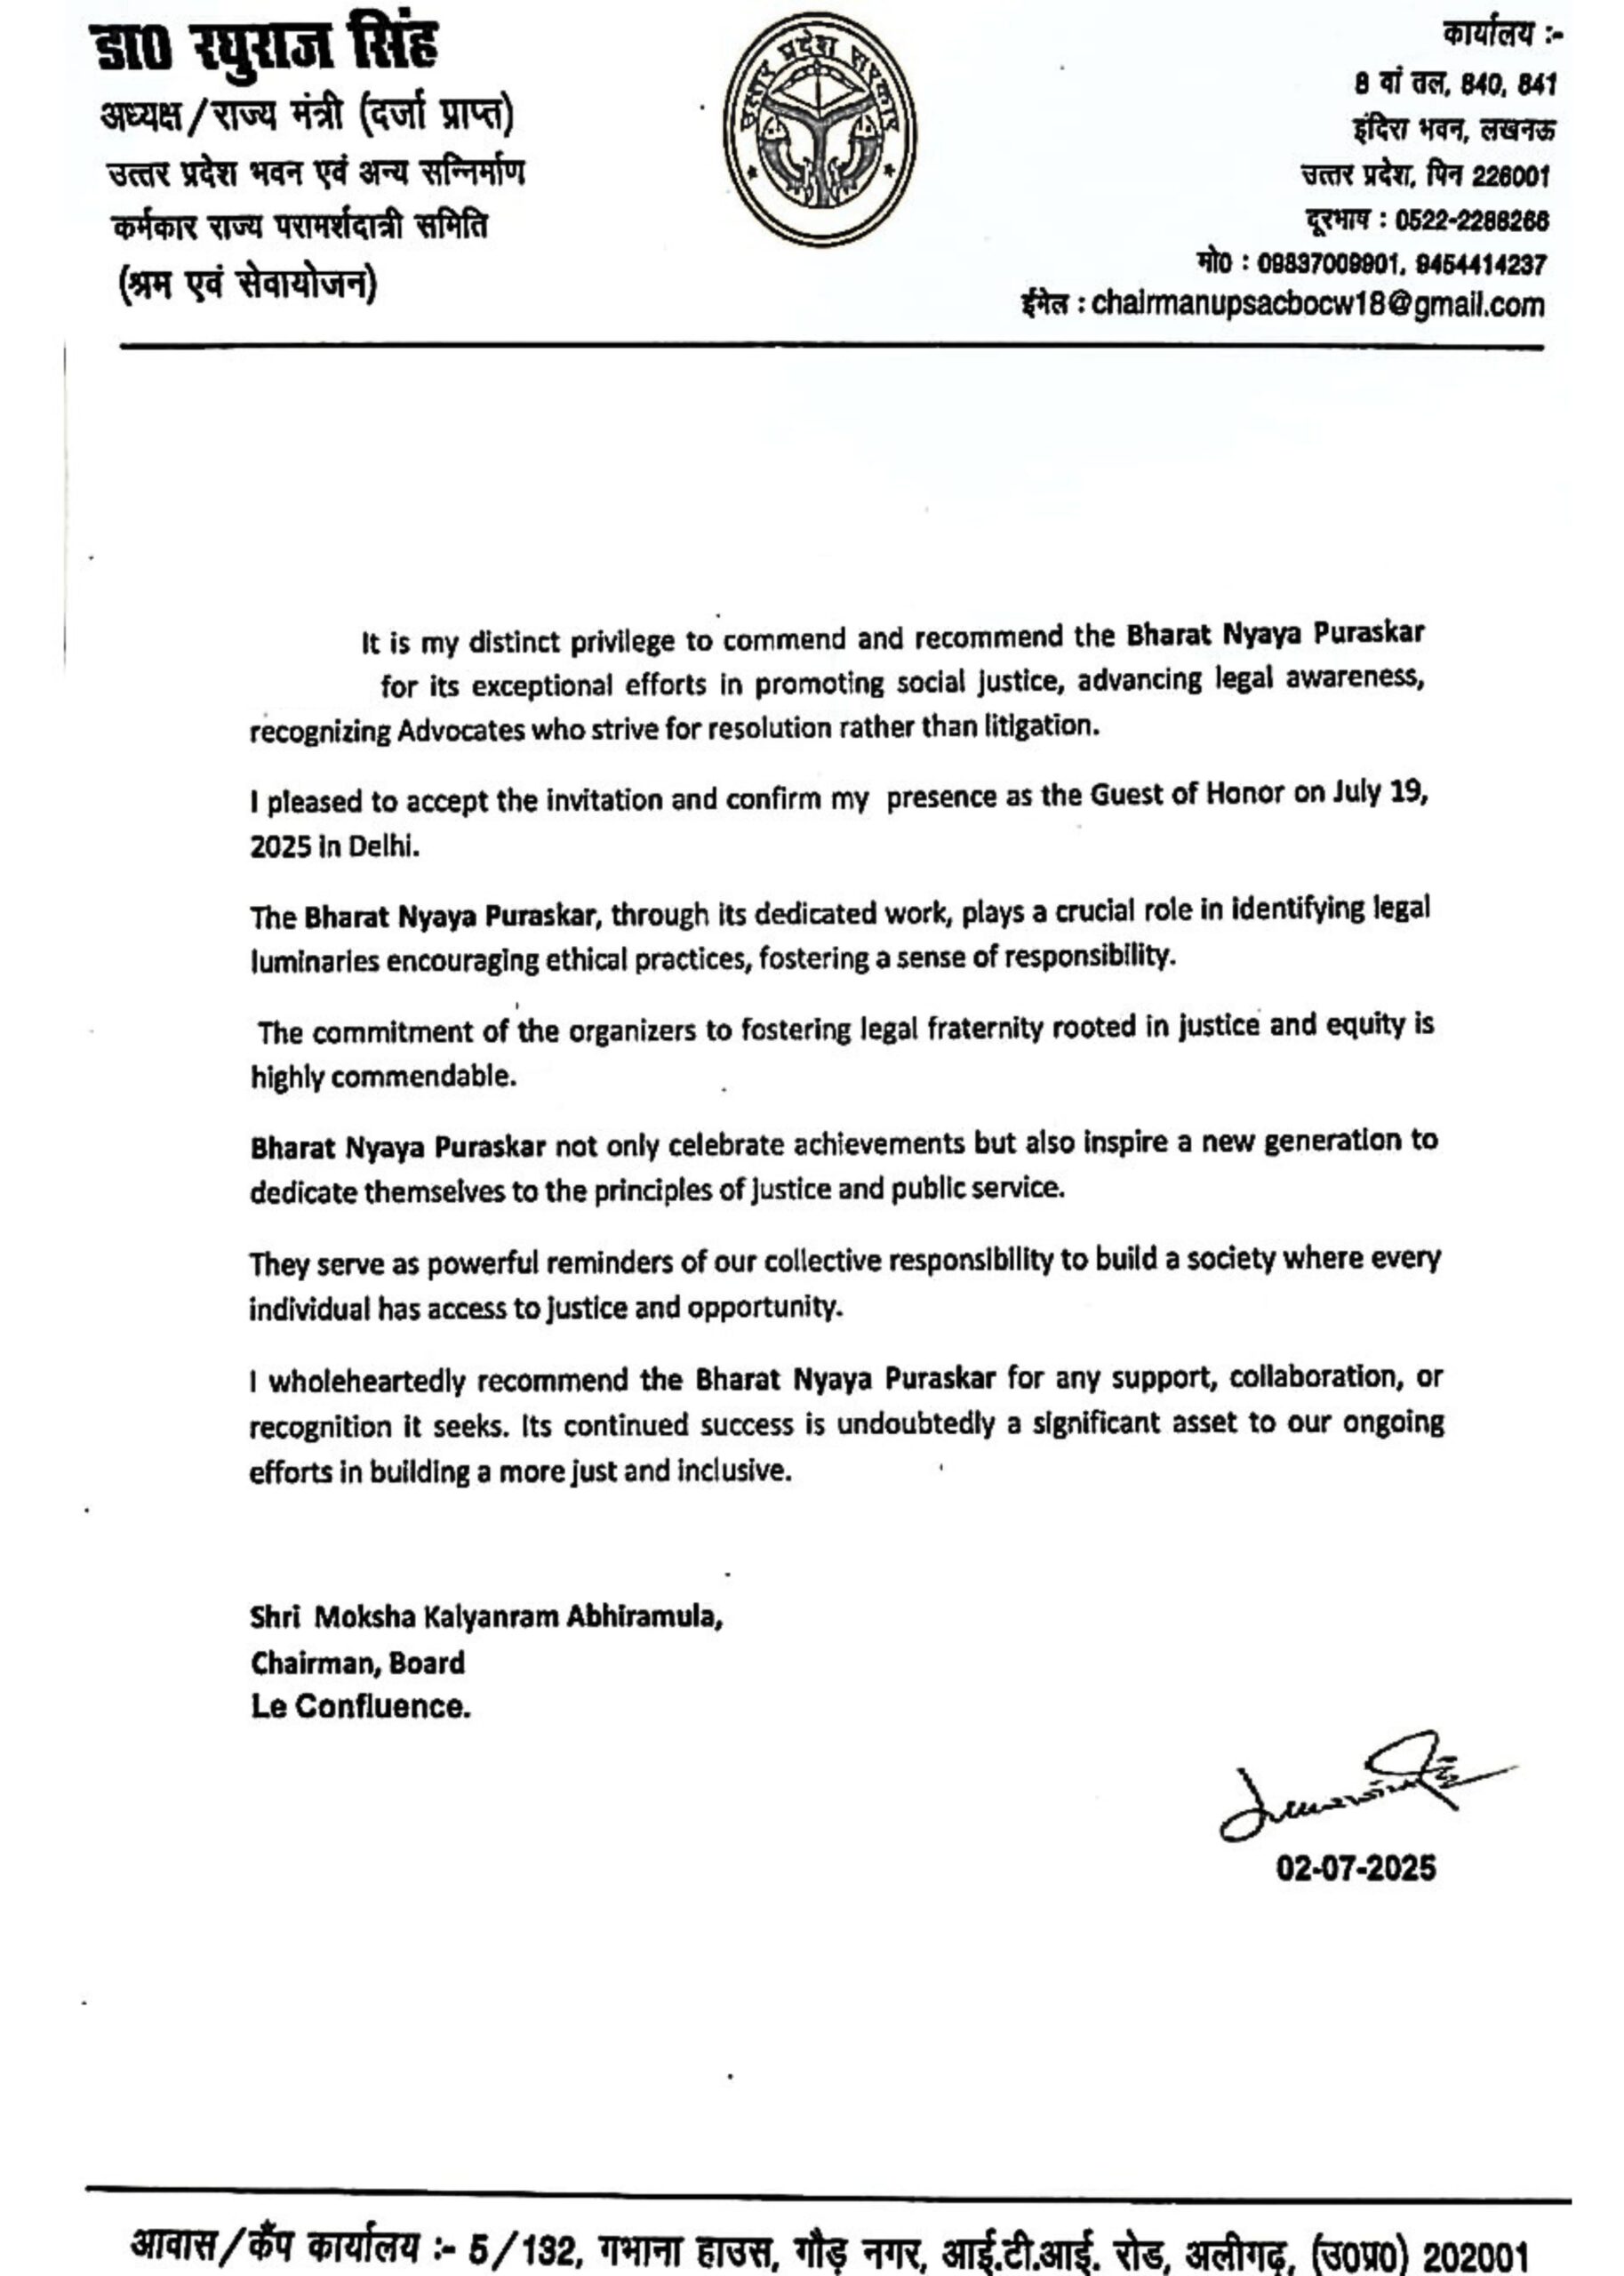 डा0 रघुराज सिंह
अध्यक्ष/राज्य मंत्री (दर्जा प्राप्त)
उत्तर प्रदेश भवन एवं अन्य सन्निर्माण
कर्मकार राज्य परामर्शदात्री समिति
(श्रम एवं सेवायोजन)
उत्तर प्रदेश सरकार
कार्यालय :-
8 वां तल, 840, 841
इंदिरा भवन, लखनऊ
उत्तर प्रदेश, पिन 226001
दूरभाष : 0522-2286266
मो0 : 09837009901, 9454414237
ईमेल : chairmanupsacbocw18@gmail.com
It is my distinct privilege to commend and recommend the Bharat Nyaya Puraskar
for its exceptional efforts in promoting social justice, advancing legal awareness,
recognizing Advocates who strive for resolution rather than litigation.
I pleased to accept the invitation and confirm my presence as the Guest of Honor on July 19,
2025 in Delhi.
The Bharat Nyaya Puraskar, through its dedicated work, plays a crucial role in identifying legal
luminaries encouraging ethical practices, fostering a sense of responsibility.
The commitment of the organizers to fostering legal fraternity rooted in justice and equity is
highly commendable.
Bharat Nyaya Puraskar not only celebrate achievements but also inspire a new generation to
dedicate themselves to the principles of justice and public service.
They serve as powerful reminders of our collective responsibility to build a society where every
individual has access to justice and opportunity.
I wholeheartedly recommend the Bharat Nyaya Puraskar for any support, collaboration, or
recognition it seeks. Its continued success is undoubtedly a significant asset to our ongoing
efforts in building a more just and inclusive.
Shri Moksha Kalyanram Abhiramula,
Chairman, Board
Le Confluence.
02-07-2025
आवास/कैंप कार्यालय :- 5/132, गभाना हाउस, गौड़ नगर, आई.टी.आई. रोड, अलीगढ़, (उ0प्र0) 202001